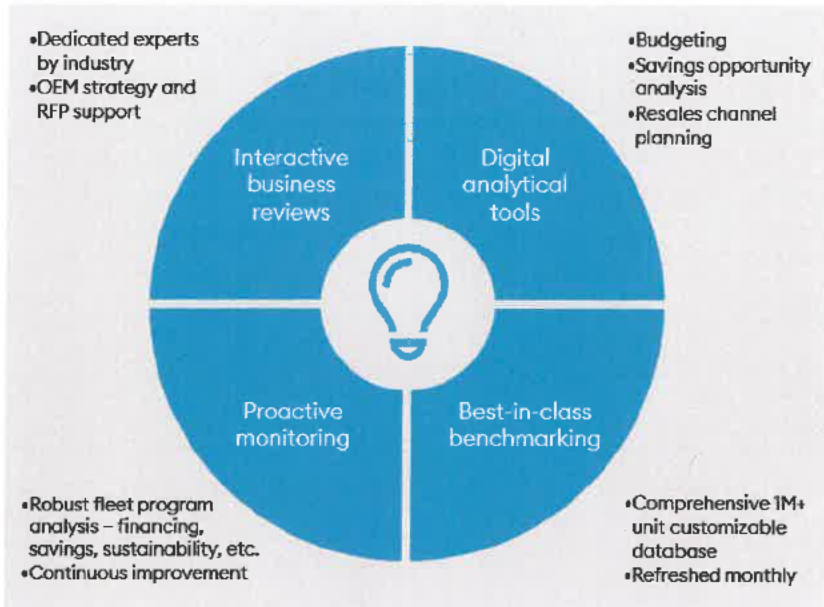 •Dedicated experts
by industry
•OEM strategy and
RFP support
•Budgeting
•Savings opportunity
analysis
•Resales channel
planning
Interactive
business
reviews
Digital
analytical
tools
Proactive
monitoring
Best-in-class
benchmarking
•Robust fleet program
analysis – financing,
savings, sustainability, etc.
•Continuous improvement
•Comprehensive 1M+
unit customizable
database
•Refreshed monthly